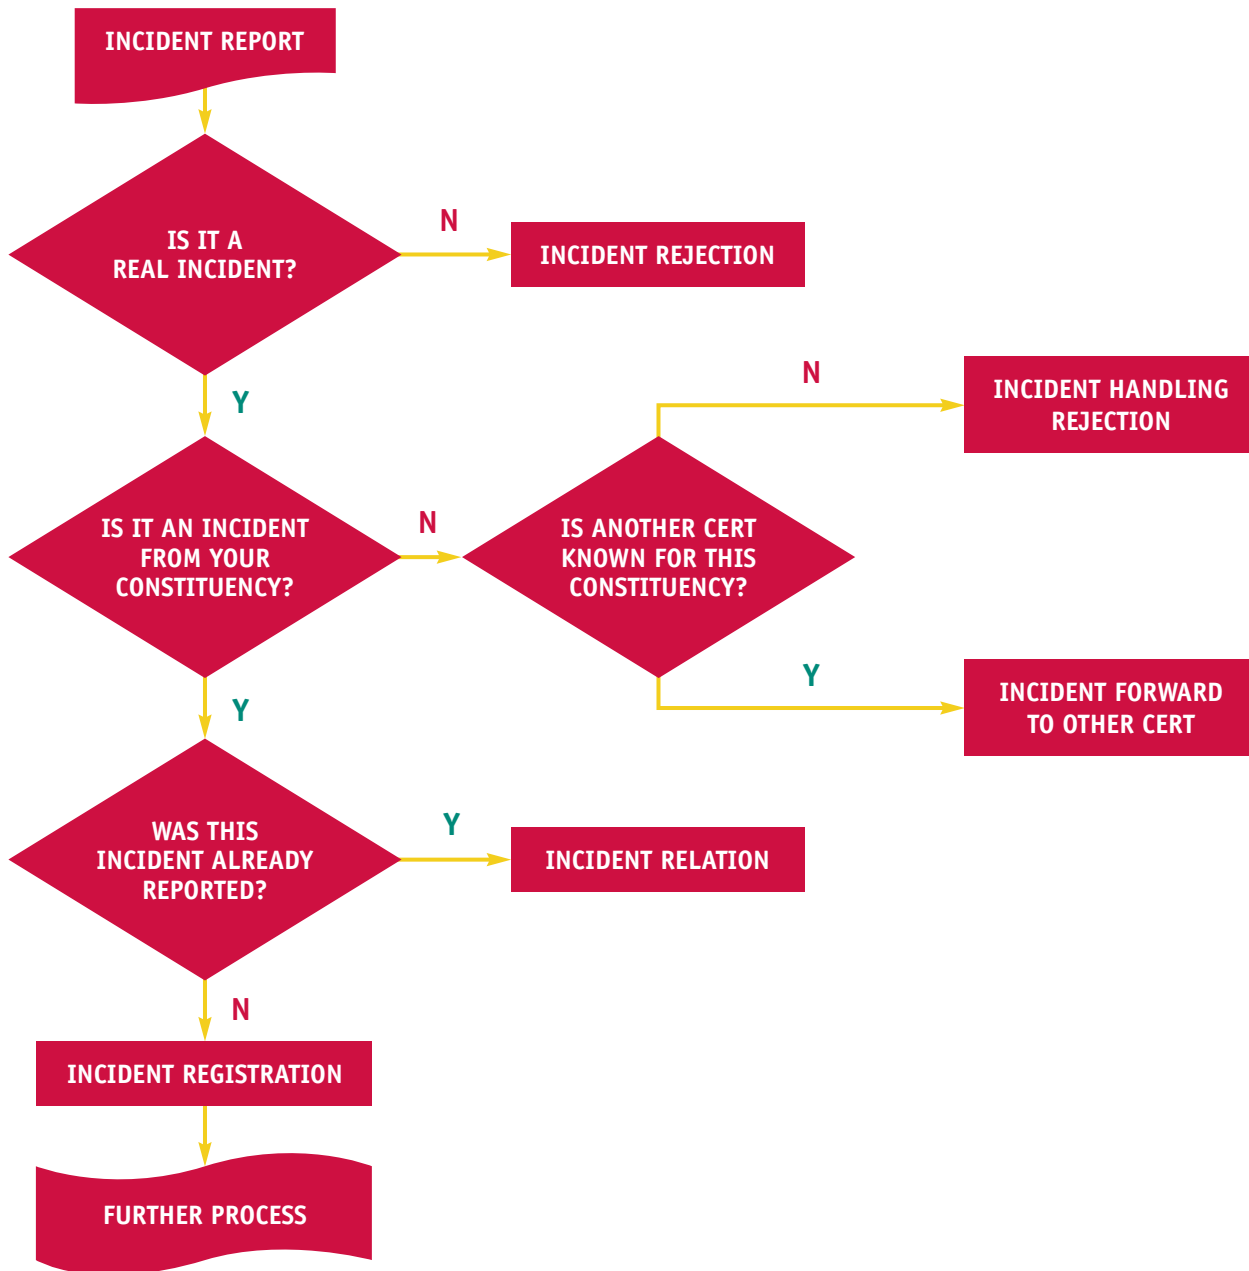 INCIDENT REPORT
IS IT A
REAL INCIDENT?
N
INCIDENT REJECTION
Y
IS IT AN INCIDENT
FROM YOUR
CONSTITUENCY?
N
IS ANOTHER CERT
KNOWN FOR THIS
CONSTITUENCY?
N
INCIDENT HANDLING
REJECTION
Y
INCIDENT FORWARD
TO OTHER CERT
Y
WAS THIS
INCIDENT ALREADY
REPORTED?
Y
INCIDENT RELATION
N
INCIDENT REGISTRATION
FURTHER PROCESS